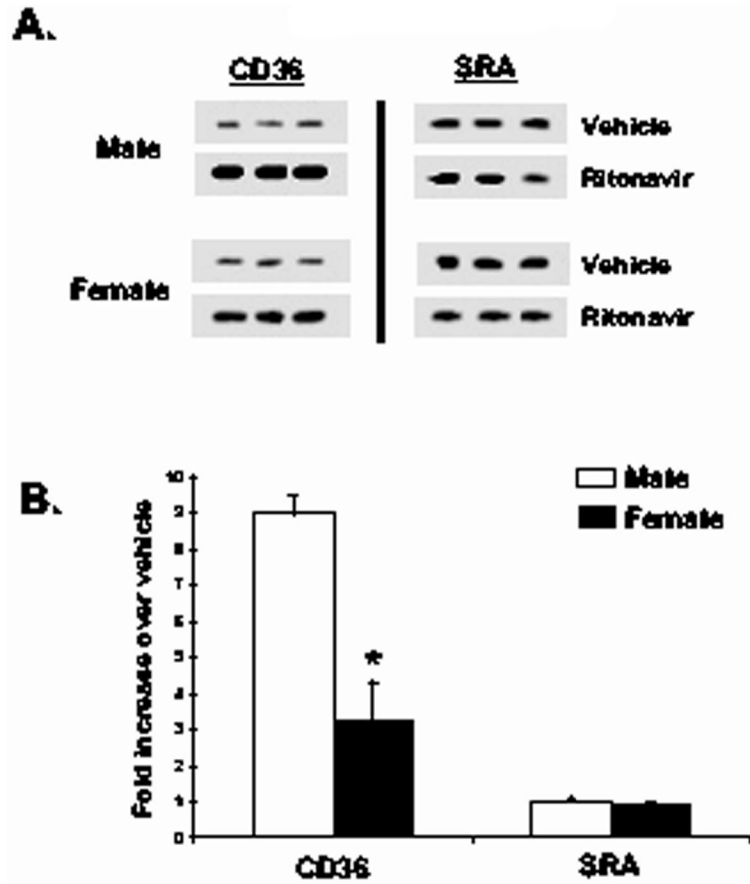 A.
CD36 SRA
Male
Vehicle
Ritonavir
Female
Vehicle
Ritonavir
B.
Male
Female
Fold increase over vehicle
10
9
8
7
6
5
4
3
2
1
0
*
CD36 SRA